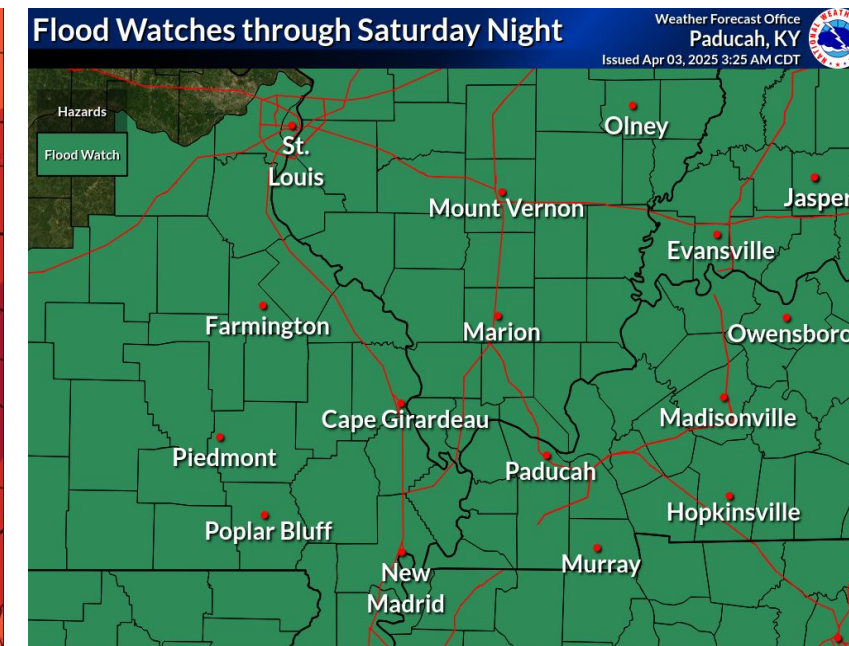 Flood Watches through Saturday Night
Weather Forecast Office
Paducah, KY
Issued Apr 03, 2025 3:25 AM CDT
Hazards
Flood Watch
St.
Louis
Olney
Mount Vernon
Jasper
Evansville
Farmington
Marion
Owensboro
Cape Girardeau
Madisonville
Piedmont
Paducah
Hopkinsville
Poplar Bluff
New
Madrid
Murray